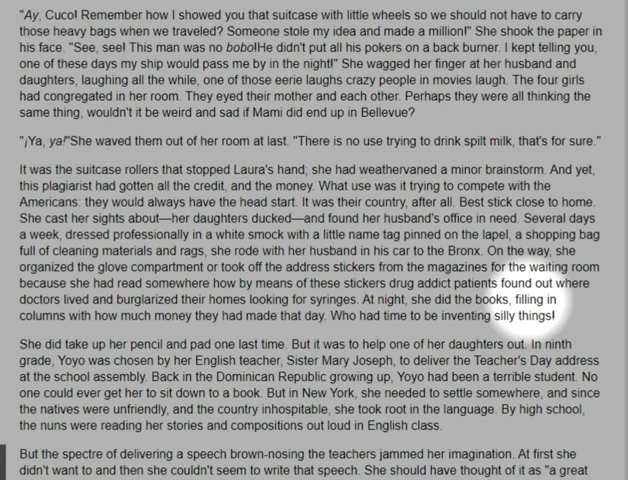 "Ay, Cuco! Remember how I showed you that suitcase with little wheels so we should not have to carry
those heavy bags when we traveled? Someone stole my idea and made a million!" She shook the paper
in his face. "See, see! This man was no bobo!He didn't put all his pokers on a back burner. I kept telling you,
one of these days my ship would pass me by in the night!" She wagged her finger at her husband and
daughters, laughing all the while, one of those eerie laughs crazy people in movies laugh. The four girls
had congregated in her room. They eyed their mother and each other. Perhaps they were all thinking the
same thing, wouldn't it be weird and sad if Mami did end up in Bellevue?
"¡Ya, ya!"She waved them out of her room at last. "There is no use trying to drink spilt milk, that's for sure."
It was the suitcase rollers that stopped Laura's hand; she had weathervaned a minor brainstorm. And yet,
this plagiarist had gotten all the credit, and the money. What use was it trying to compete with the
Americans: they would always have the head start. It was their country, after all. Best stick close to home.
She cast her sights about—her daughters ducked—and found her husband's office in need. Several days
a week, dressed professionally in a white smock with a little name tag pinned on the lapel, a shopping bag
full of cleaning materials and rags, she rode with her husband in his car to the Bronx. On the way, she
organized the glove compartment or took off the address stickers from the magazines for the waiting room
because she had read somewhere how by means of these stickers drug addict patients found out where
doctors lived and burglarized their homes looking for syringes. At night, she did the books, filling in
columns with how much money they had made that day. Who had time to be inventing silly things!
She did take up her pencil and pad one last time. But it was to help one of her daughters out. In ninth
grade, Yoyo was chosen by her English teacher, Sister Mary Joseph, to deliver the Teacher's Day address
at the school assembly. Back in the Dominican Republic growing up, Yoyo had been a terrible student. No
one could ever get her to sit down to a book. But in New York, she needed to settle somewhere, and since
the natives were unfriendly, and the country inhospitable, she took root in the language. By high school,
the nuns were reading her stories and compositions out loud in English class.
But the spectre of delivering a speech brown-nosing the teachers jammed her imagination. At first she
didn't want to and then she couldn't seem to write that speech. She should have thought of it as "a great